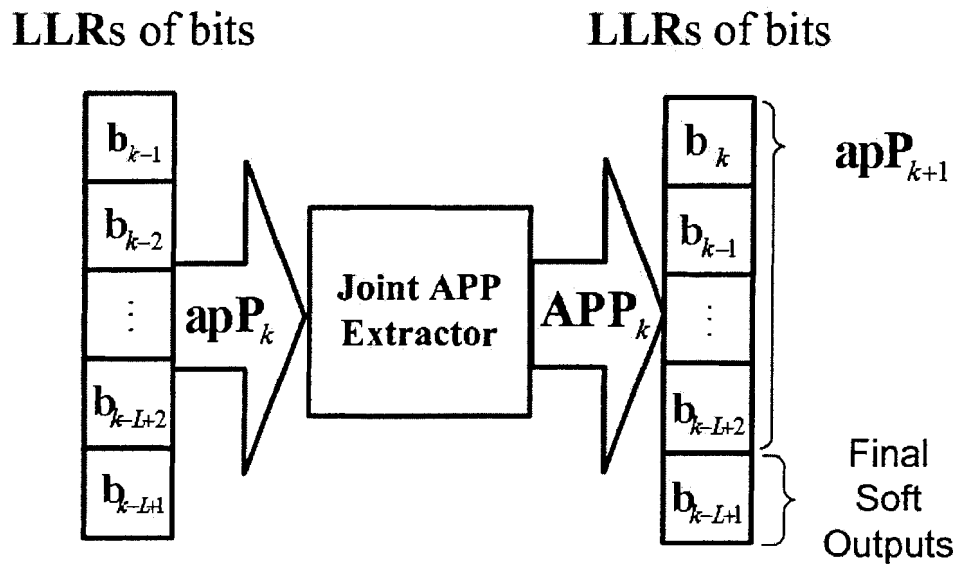 LLRs of bits
LLRs of bits
b_{k-1}
b_{k-2}
⋮
b_{k-L+2}
b_{k-L+1}
apP_k
Joint APP
Extractor
APP_k
b_k
b_{k-1}
⋮
b_{k-L+2}
b_{k-L+1}
apP_{k+1}
Final
Soft
Outputs